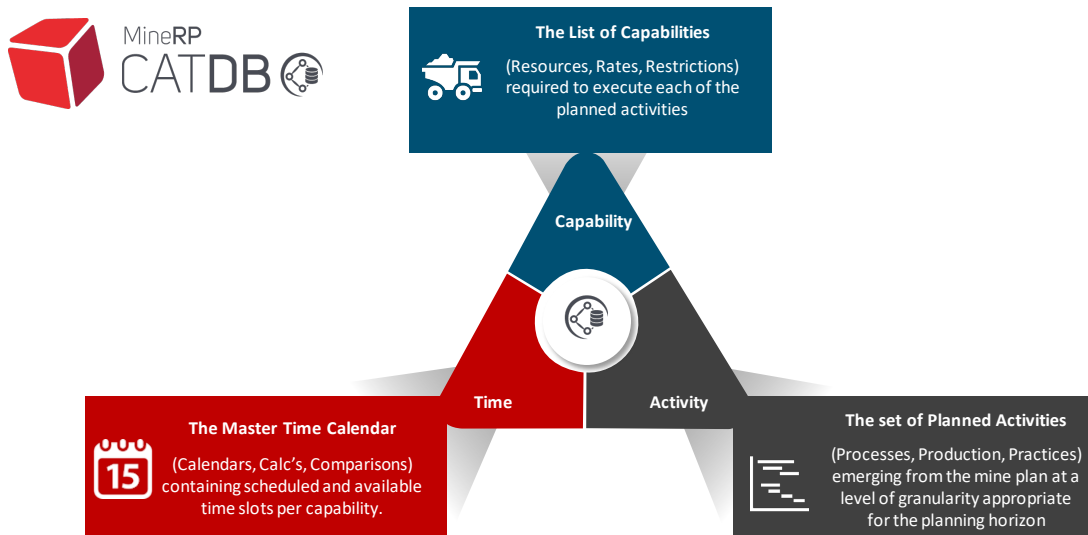 MineRP
CATDB
The List of Capabilities
(Resources, Rates, Restrictions)
required to execute each of the
planned activities
Capability
Time
Activity
The Master Time Calendar
(Calendars, Calc's, Comparisons)
containing scheduled and available
time slots per capability.
15
The set of Planned Activities
(Processes, Production, Practices)
emerging from the mine plan at a
level of granularity appropriate
for the planning horizon